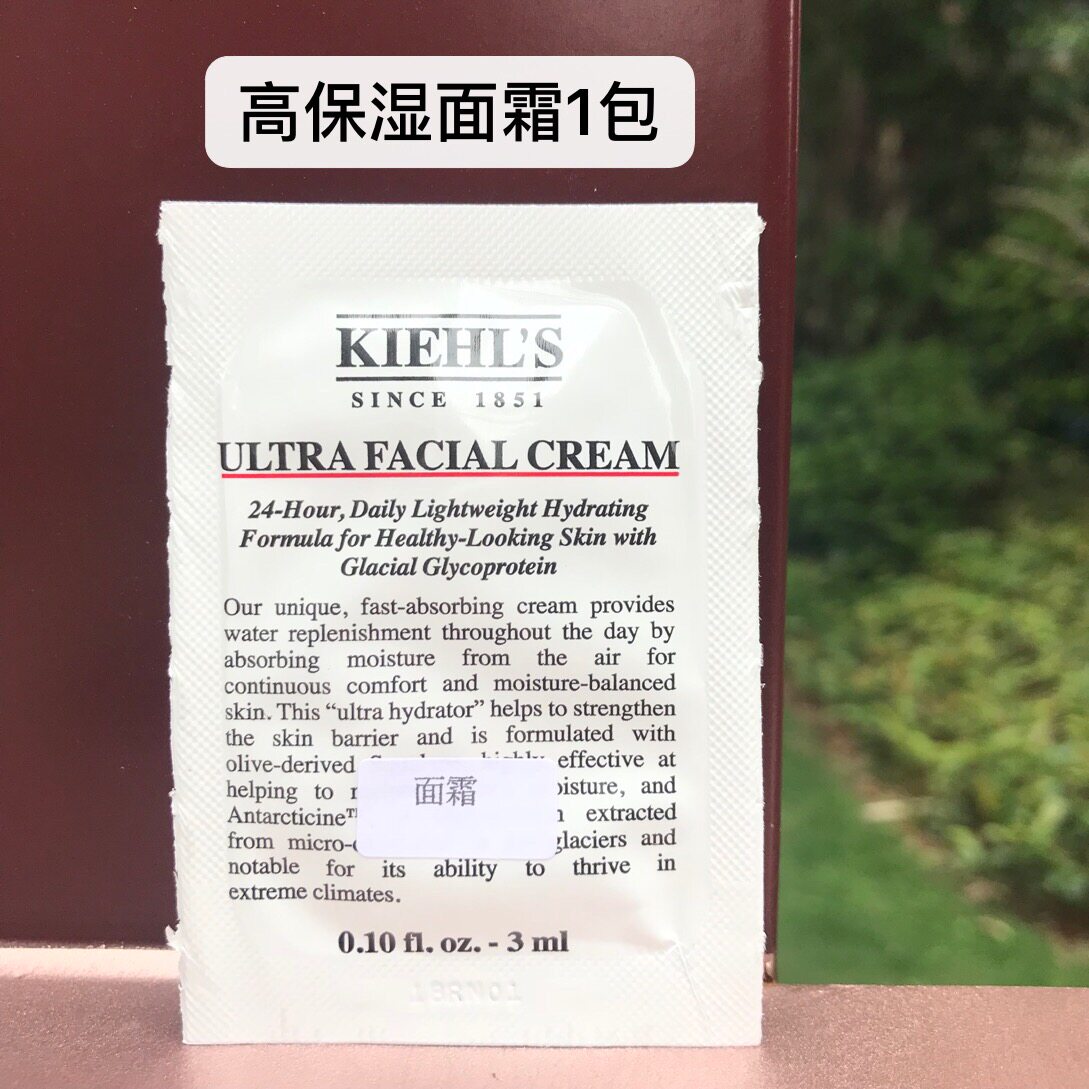 高保湿面霜1包
KIEHL'S
SINCE 1851
ULTRA FACIAL CREAM
24-Hour, Daily Lightweight Hydrating
Formula for Healthy-Looking Skin with
Glacial Glycoprotein
Our unique, fast-absorbing cream provides
water replenishment throughout the day by
absorbing moisture from the air for
continuous comfort and moisture-balanced
skin. This “ultra hydrator” helps to strengthen
the skin barrier and is formulated with
olive-derived highly effective at
helping to and
面霜
Antarcticine™ extracted
from glaciers and
notable for its ability to thrive in
extreme climates.
0.10 fl. oz. - 3 ml